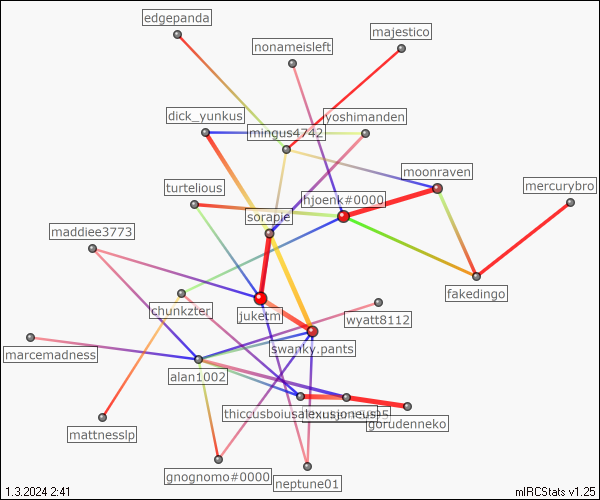 edgepanda
majestico
nonameisleft
dick_yunkus
yoshimanden
mingus4742
moonraven
mercurybro
turtelious
hjoenk#0000
sorapie
maddiee3773
fakedingo
chunkzter
juketm
wyatt8112
swanky.pants
marcemadness
alan1002
gorudenneko
mattnesslp
gnognomo#0000
neptune01
1.3.2024 2:41
mIRCStats v1.25